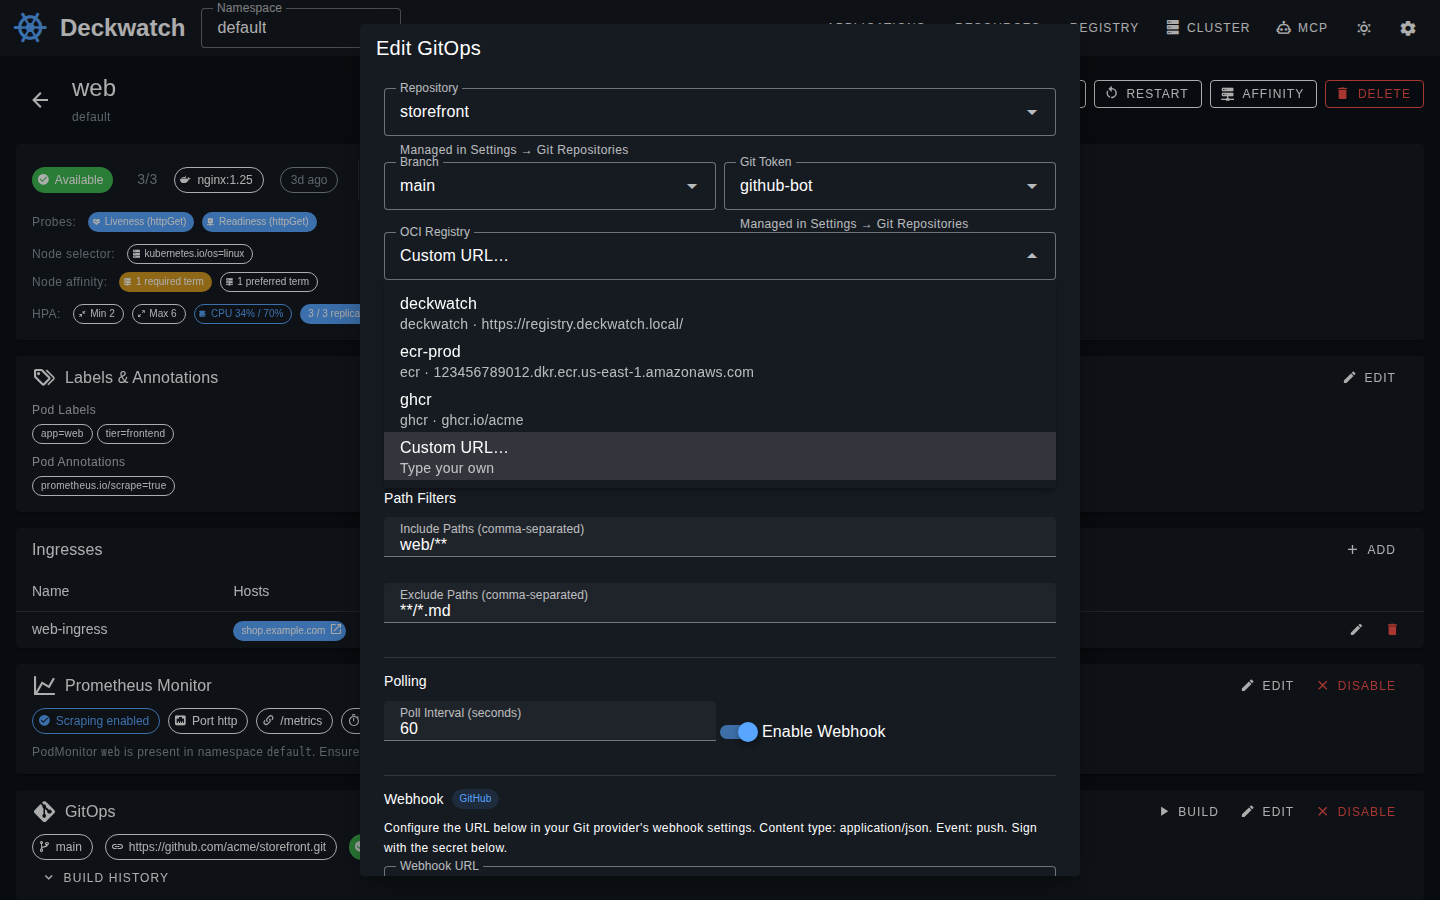 Deckwatch
Namespace
default
REGISTRY
CLUSTER
MCP
web
default
RESTART
AFFINITY
DELETE
Available
3/3
nginx:1.25
3d ago
Probes:
Liveness (httpGet)
Readiness (httpGet)
Node selector:
kubernetes.io/os=linux
Node affinity:
1 required term
1 preferred term
HPA:
Min 2
Max 6
CPU 34% / 70%
3 / 3 replica
Labels & Annotations
EDIT
Pod Labels
app=web
tier=frontend
Pod Annotations
prometheus.io/scrape=true
Ingresses
ADD
Name
Hosts
web-ingress
shop.example.com
Prometheus Monitor
EDIT
DISABLE
Scraping enabled
Port http
/metrics
PodMonitor web is present in namespace default. Ensure
GitOps
BUILD
EDIT
DISABLE
main
https://github.com/acme/storefront.git
BUILD HISTORY
Edit GitOps
Repository
storefront
Managed in Settings → Git Repositories
Branch
main
Git Token
github-bot
Managed in Settings → Git Repositories
OCI Registry
Custom URL…
deckwatch
deckwatch · https://registry.deckwatch.local/
ecr-prod
ecr · 123456789012.dkr.ecr.us-east-1.amazonaws.com
ghcr
ghcr · ghcr.io/acme
Custom URL…
Type your own
Path Filters
Include Paths (comma-separated)
web/**
Exclude Paths (comma-separated)
**/*.md
Polling
Poll Interval (seconds)
60
Enable Webhook
Webhook
GitHub
Configure the URL below in your Git provider's webhook settings. Content type: application/json. Event: push. Sign
with the secret below.
Webhook URL